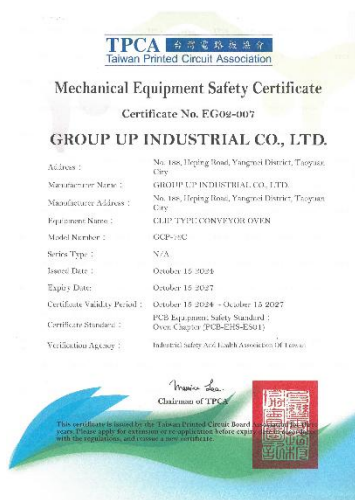 TPCA 台灣電路板協會
Taiwan Printed Circuit Association
Mechanical Equipment Safety Certificate
Certificate No. EG02-007
GROUP UP INDUSTRIAL CO., LTD.
Address : No. 188, Heping Road, Yangmei District, Taoyuan
City
Manufacturer Name : GROUP UP INDUSTRIAL CO., LTD.
Manufacturer Address : No. 188, Heping Road, Yangmei District, Taoyuan
City
Equipment Name : CLIP TYPE CONVEYOR OVEN
Model Number :
Series Type : N/A
Issued Date : October 15 2024
Expiry Date: October 15 2027
Certificate Validity Period : October 15 2024 - October 15 2027
Certificate Standard : PCB Equipment Safety Standard :
Oven Chapter (PCB-EHS-ES01)
Verification Agency : Industrial Safety And Health Association Of Taiwan
Chairman of TPCA
This certificate is issued by the Taiwan Printed Circuit Board Association for
years. Please apply for extension or re-application before expiry
with the regulations, and reissue a new certificate.